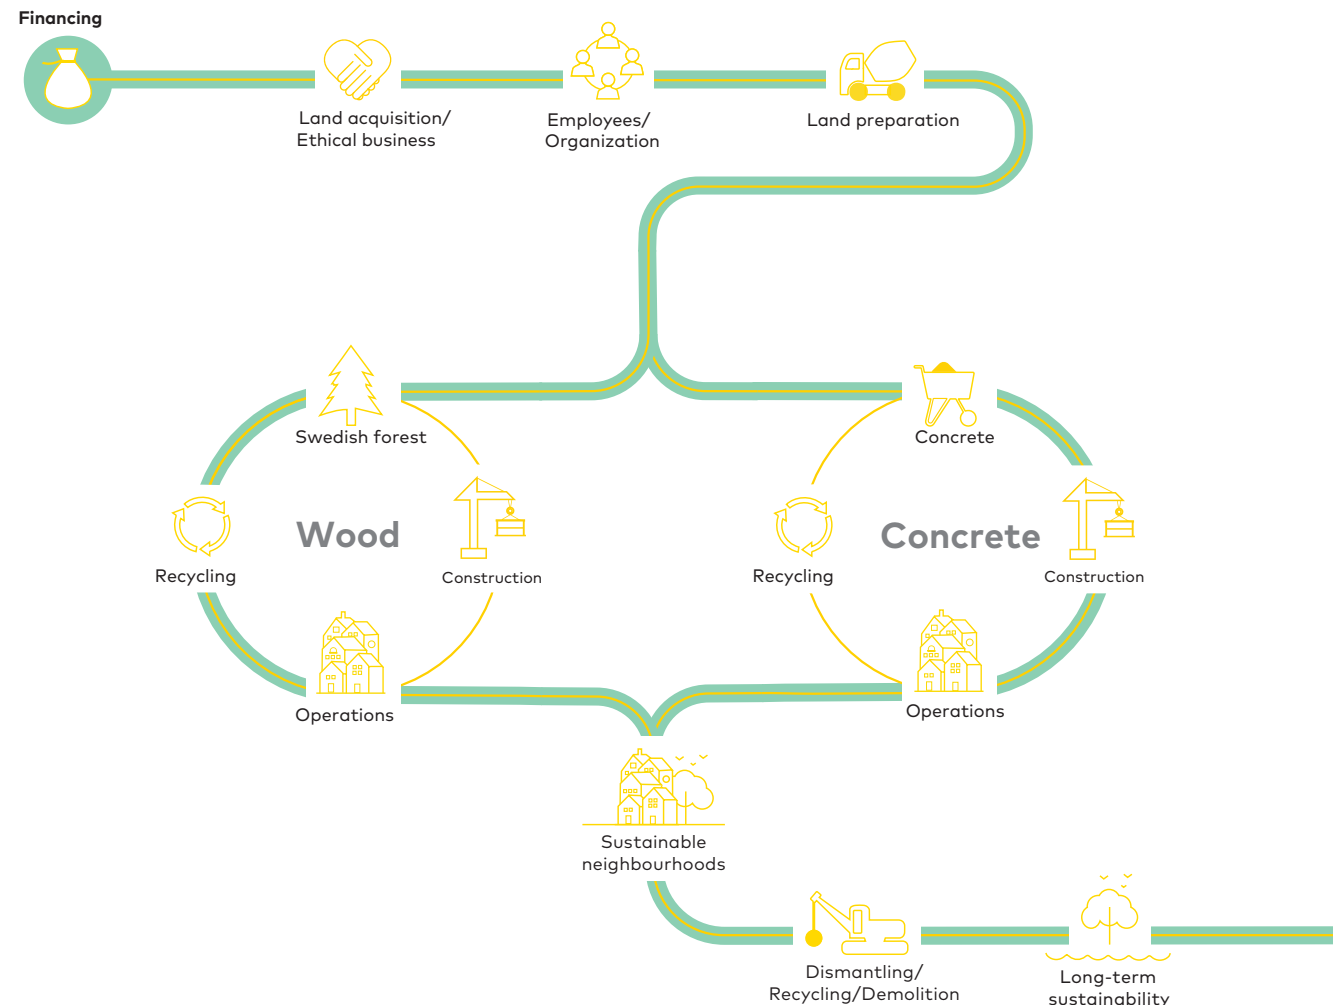 Financing
Land acquisition/
Ethical business
Employees/
Organization
Land preparation
Swedish forest
Concrete
Wood
Concrete
Recycling
Construction
Recycling
Construction
Operations
Operations
Sustainable
neighbourhoods
Dismantling/
Recycling/Demolition
Long-term
sustainability